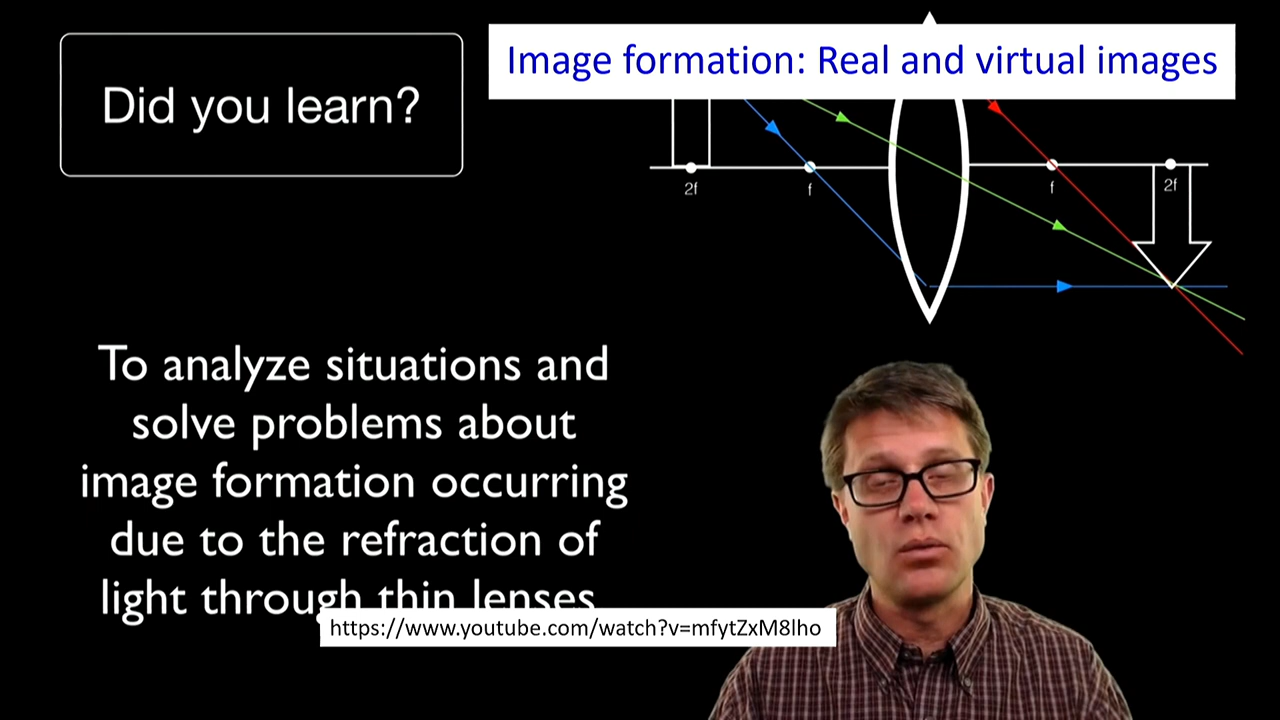 Did you learn?
Image formation: Real and virtual images
2f
f
f
2f
To analyze situations and
solve problems about
image formation occurring
due to the refraction of
light through thin lenses
https://www.youtube.com/watch?v=mfytZxM8lho